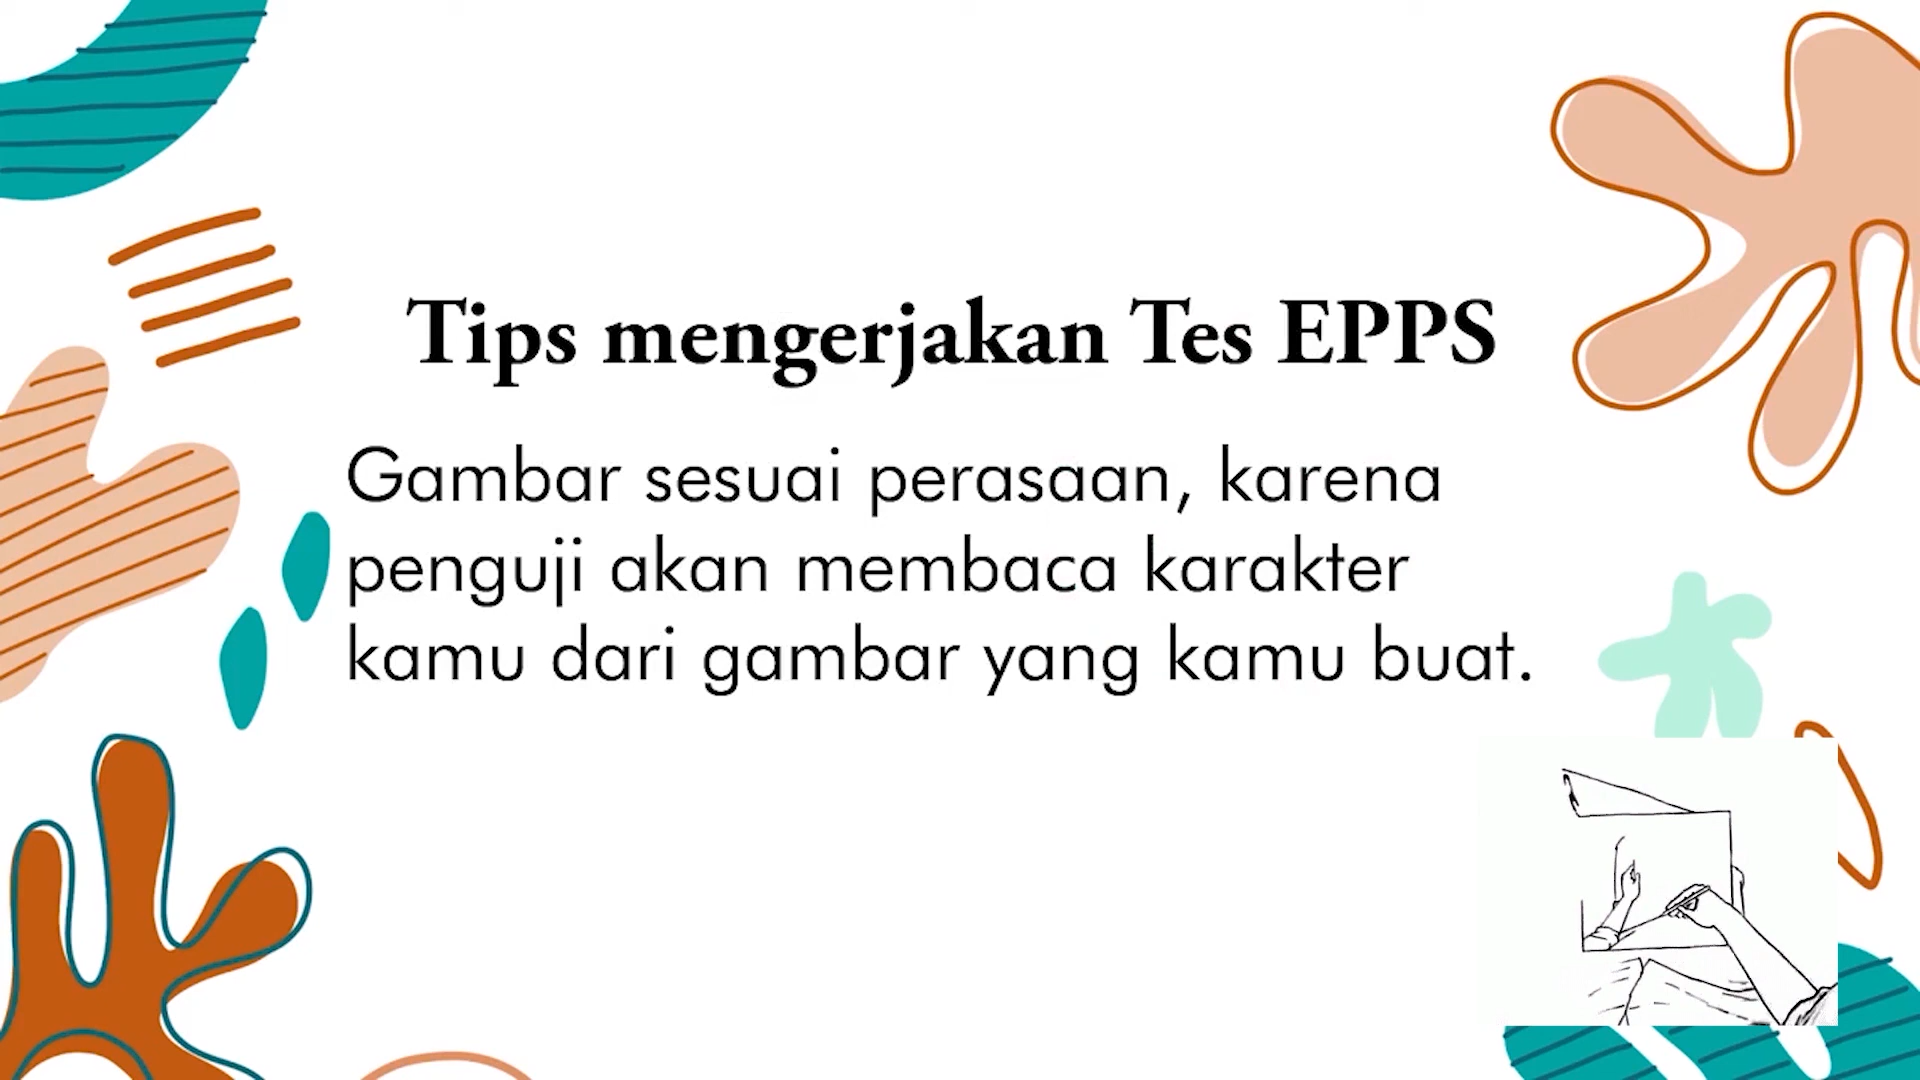 Tips mengerjakan Tes EPPS
Gambar sesuai perasaan, karena
penguji akan membaca karakter
kamu dari gambar yang kamu buat.